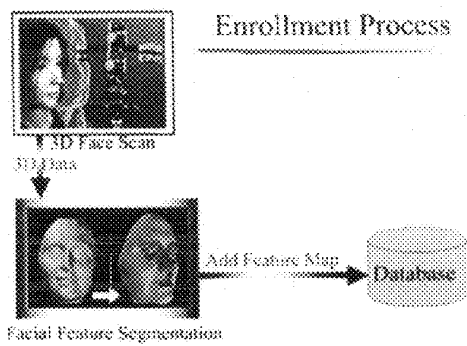 Enrollment Process
3D Face Scan
3D Data
Add Feature Map
Database
Facial Feature Segmentation